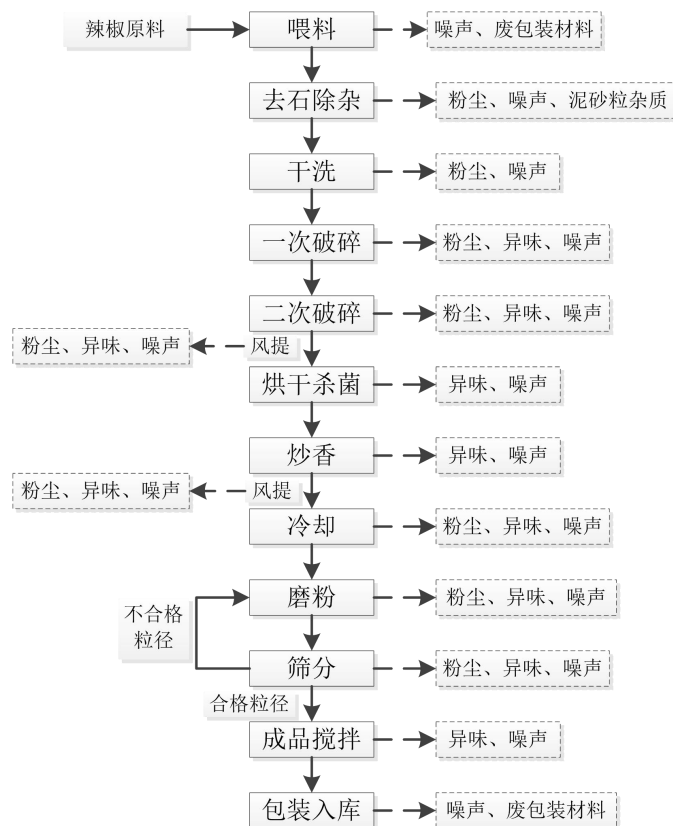 辣椒原料
喂料
噪声、废包装材料
去石除杂
粉尘、噪声、泥砂粒杂质
干洗
粉尘、噪声
一次破碎
粉尘、异味、噪声
二次破碎
粉尘、异味、噪声
粉尘、异味、噪声
风提
烘干杀菌
异味、噪声
炒香
异味、噪声
粉尘、异味、噪声
风提
冷却
粉尘、异味、噪声
不合格
粒径
磨粉
粉尘、异味、噪声
筛分
粉尘、异味、噪声
合格粒径
成品搅拌
异味、噪声
包装入库
噪声、废包装材料